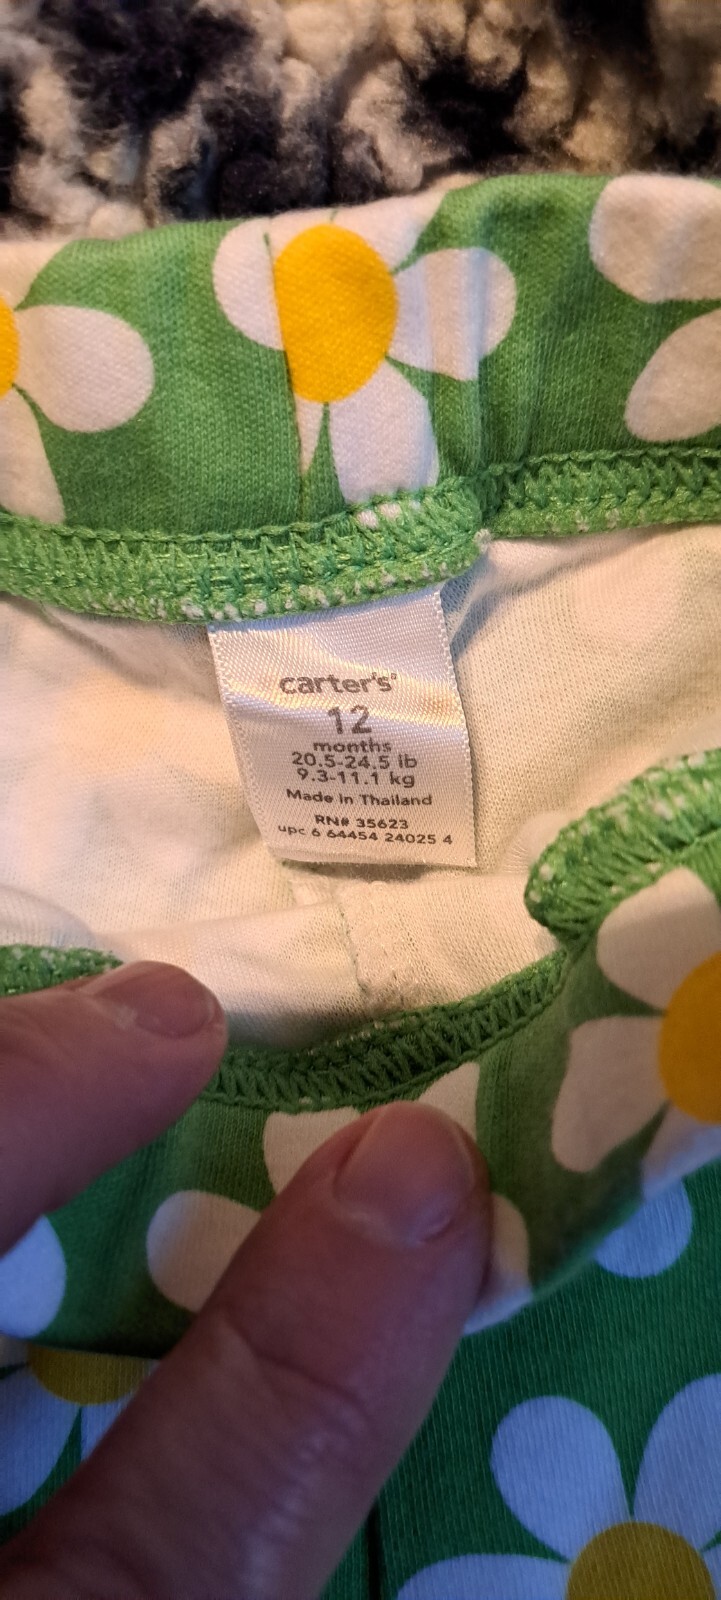 carter's®
12
months
20.5-24.5 lb
9.3-11.1 kg
Made in Thailand
RN# 35623
upc 6 64454 24025 4